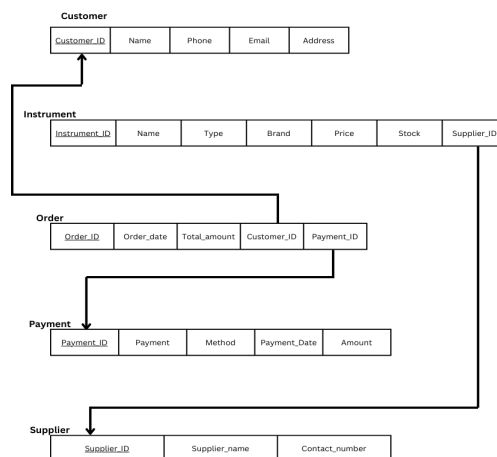 Customer
Customer_ID Name Phone Email Address
Instrument
Instrument_ID Name Type Brand Price Stock Supplier_ID
Order
Order_ID Order_date Total_amount Customer_ID Payment_ID
Payment
Payment_ID Payment Method Payment_Date Amount
Supplier
Supplier_ID Supplier_name Contact_number